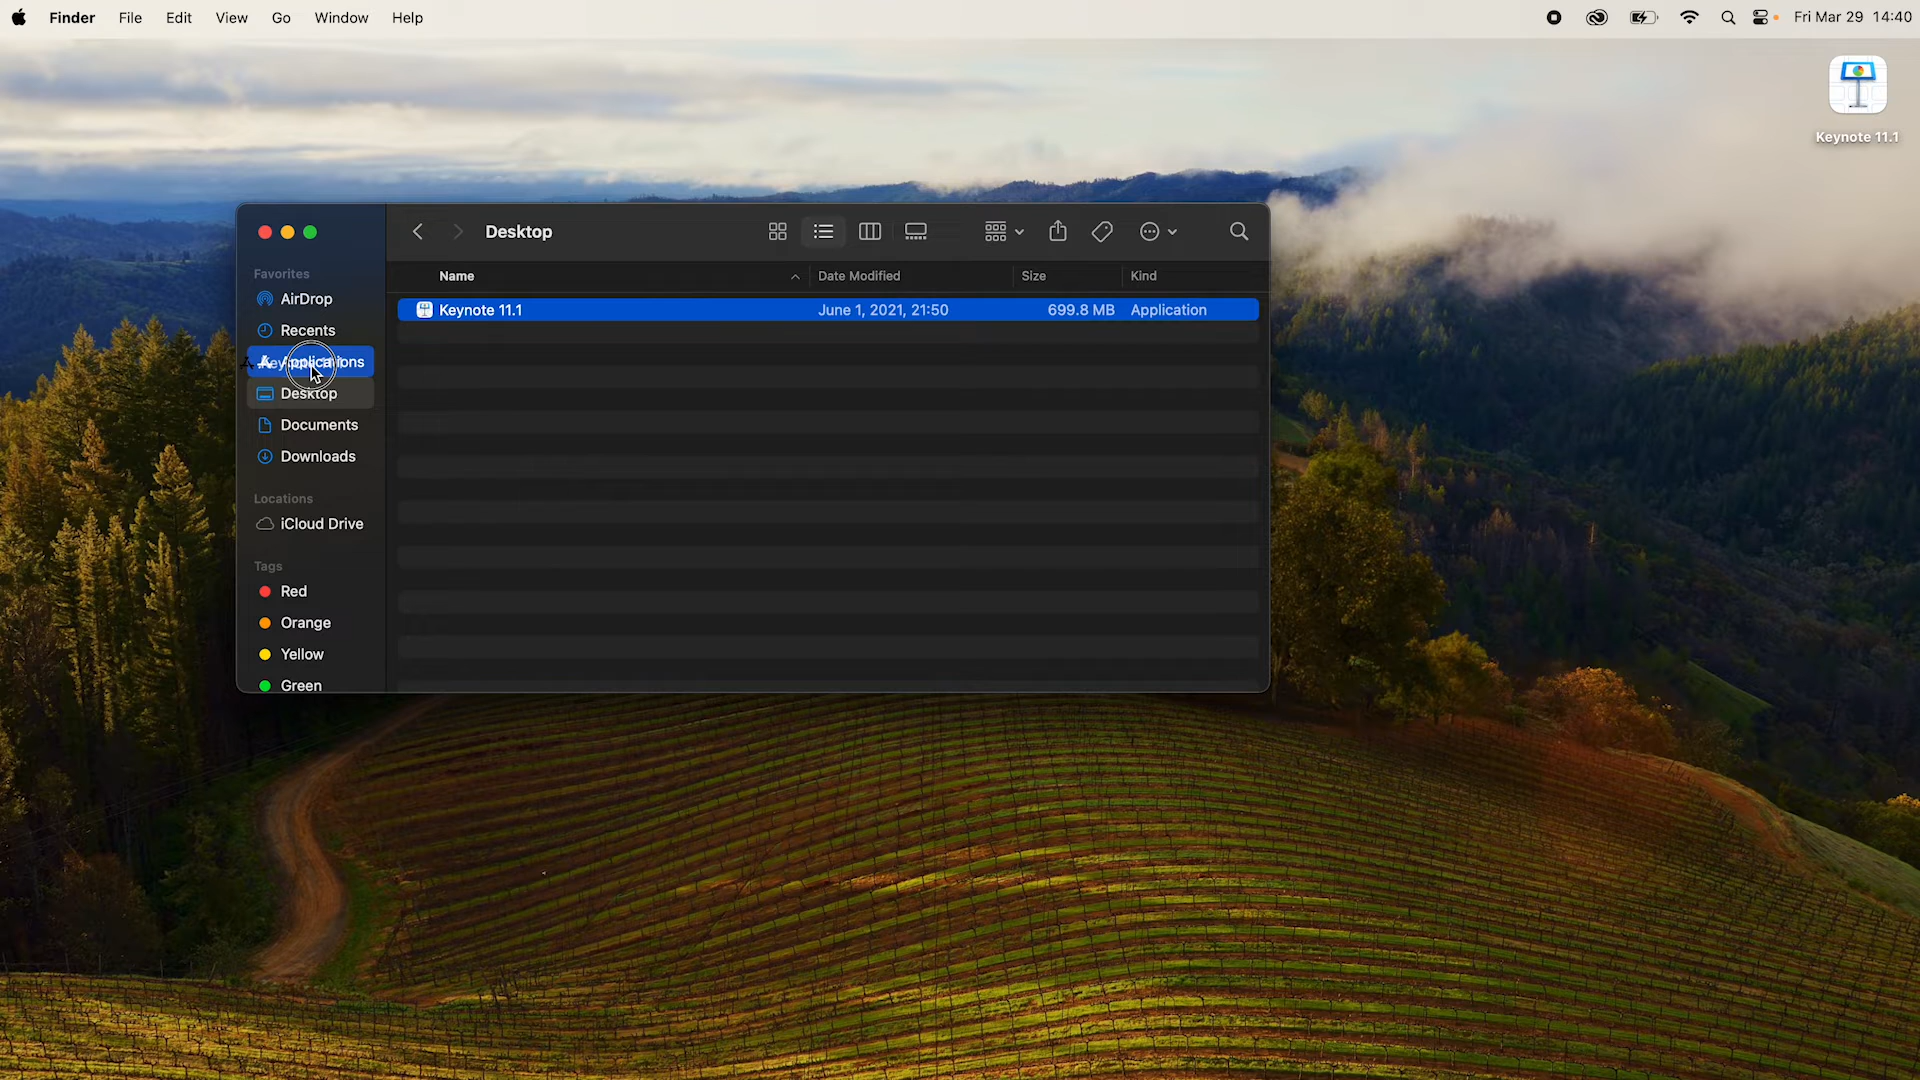 Finder File Edit View Go Window Help Fri Mar 29 14:40
Keynote 11.1
Desktop
Favorites
AirDrop
Recents
Applications
Desktop
Documents
Downloads
Locations
iCloud Drive
Tags
Red
Orange
Yellow
Green
Name Date Modified Size Kind
Keynote 11.1 June 1, 2021, 21:50 699.8 MB Application